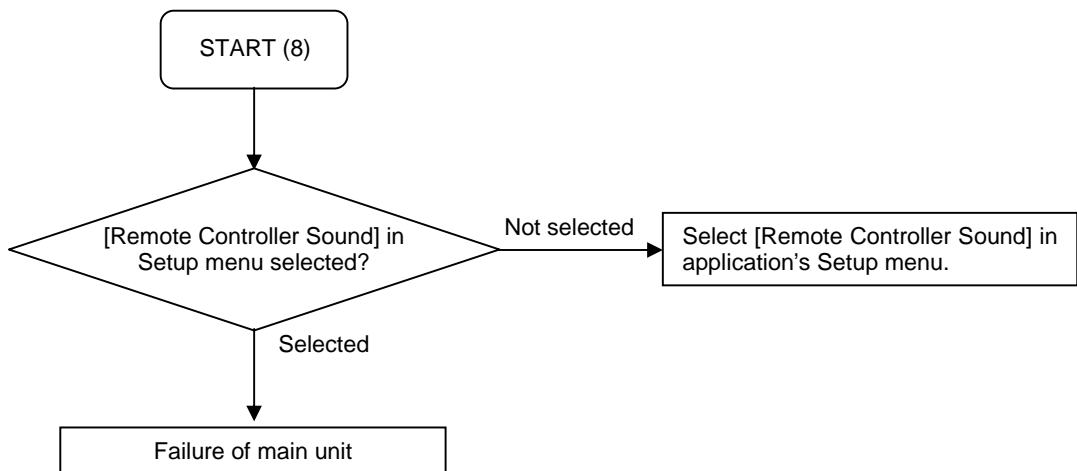 START (8)
[Remote Controller Sound] in
Setup menu selected?
Not selected
Select [Remote Controller Sound] in
application's Setup menu.
Selected
Failure of main unit